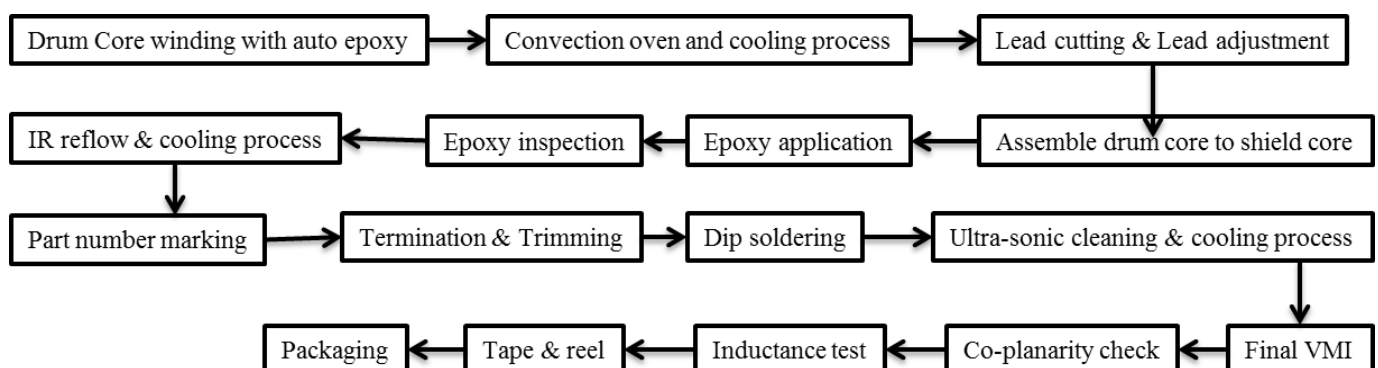 Drum Core winding with auto epoxy
Convection oven and cooling process
Lead cutting & Lead adjustment
Assemble drum core to shield core
Epoxy application
Epoxy inspection
IR reflow & cooling process
Part number marking
Termination & Trimming
Dip soldering
Ultra-sonic cleaning & cooling process
Final VMI
Co-planarity check
Inductance test
Tape & reel
Packaging